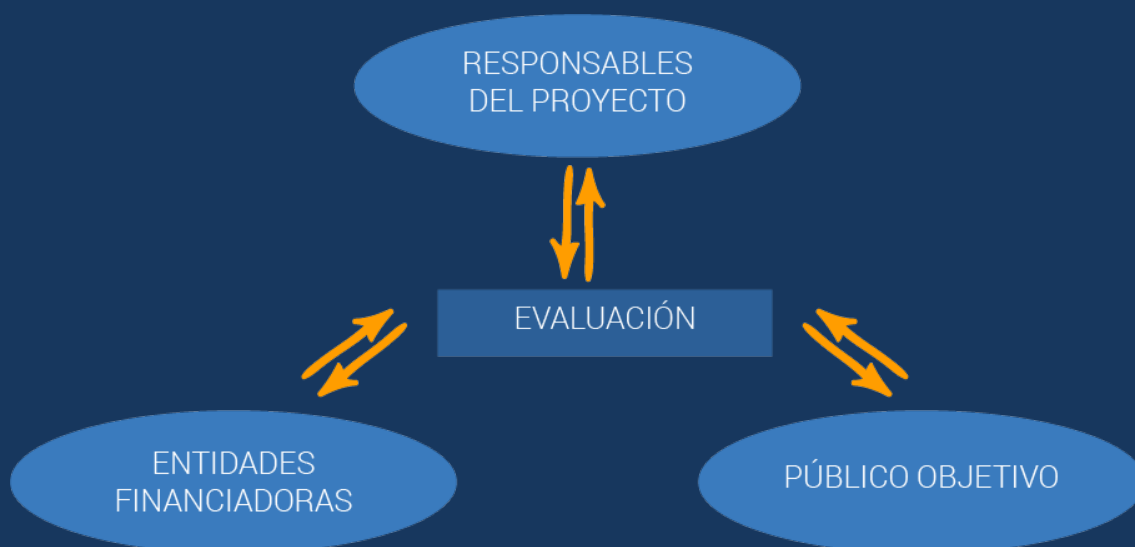 RESPONSABLES
DEL PROYECTO
EVALUACIÓN
ENTIDADES
FINANCIADORAS
PÚBLICO OBJETIVO